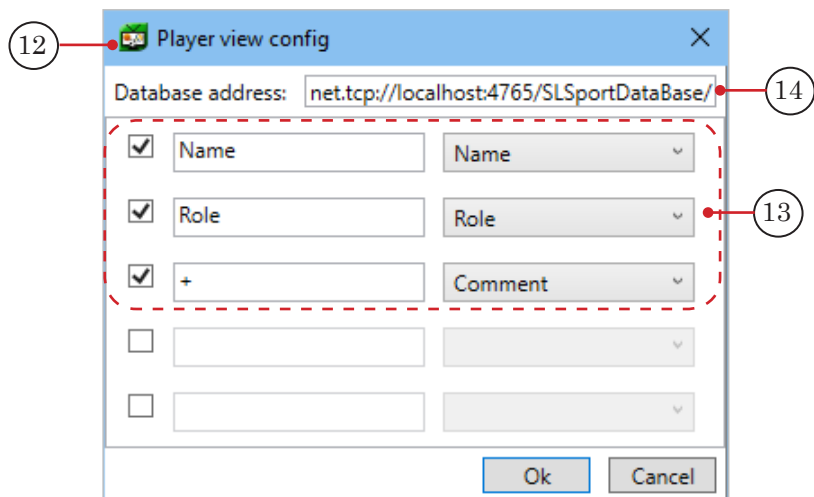 12 Player view config
Database address: net.tcp://localhost:4765/SLSportDataBase/ 14
Name Name
Role Role 13
+ Comment
Ok Cancel